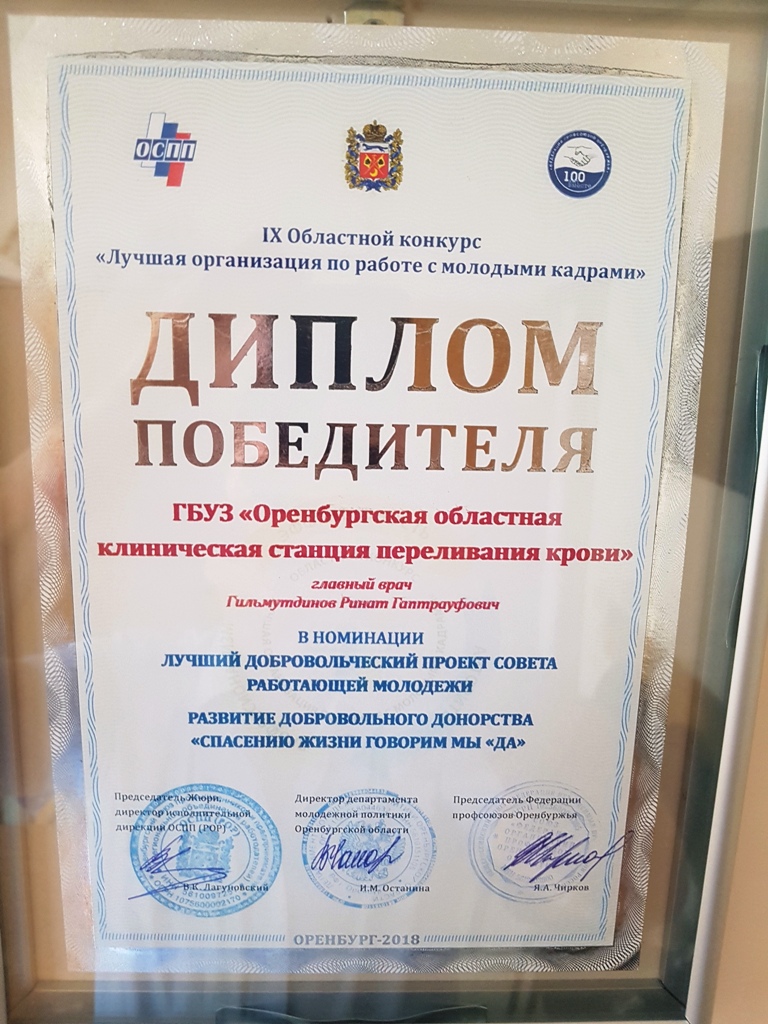 ОСПП
100
IX Областной конкурс
«Лучшая организация по работе с молодыми кадрами»
ДИПЛОМ
ПОБЕДИТЕЛЯ
ГБУЗ «Оренбургская областная
клиническая станция переливания крови»
главный врач
Гильмутдинов Ринат Гаптрауфович
В НОМИНАЦИИ
ЛУЧШИЙ ДОБРОВОЛЬЧЕСКИЙ ПРОЕКТ СОВЕТА
РАБОТАЮЩЕЙ МОЛОДЕЖИ
РАЗВИТИЕ ДОБРОВОЛЬНОГО ДОНОРСТВА
«СПАСЕНИЮ ЖИЗНИ ГОВОРИМ МЫ «ДА»
Председатель Жюри,
директор исполнительной
дирекции ОСПП (РОР)
В.К. Лагуновский
Директор департамента
молодежной политики
Оренбургской области
И.М. Останина
Председатель Федерации
профсоюзов Оренбуржья
Я.А. Чирков
ОРЕНБУРГ-2018